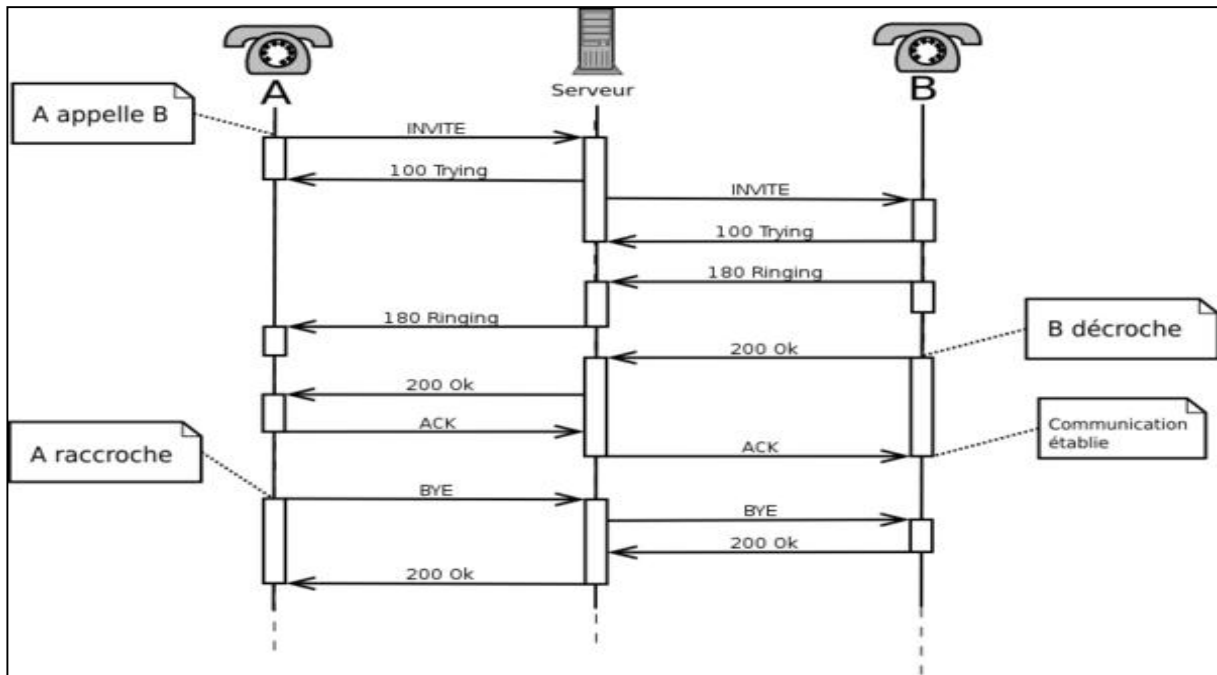 A
Serveur
B
A appelle B
INVITE
100 Trying
INVITE
100 Trying
180 Ringing
180 Ringing
B décroche
200 Ok
200 Ok
ACK
Communication
établie
ACK
A raccroche
BYE
BYE
200 Ok
200 Ok